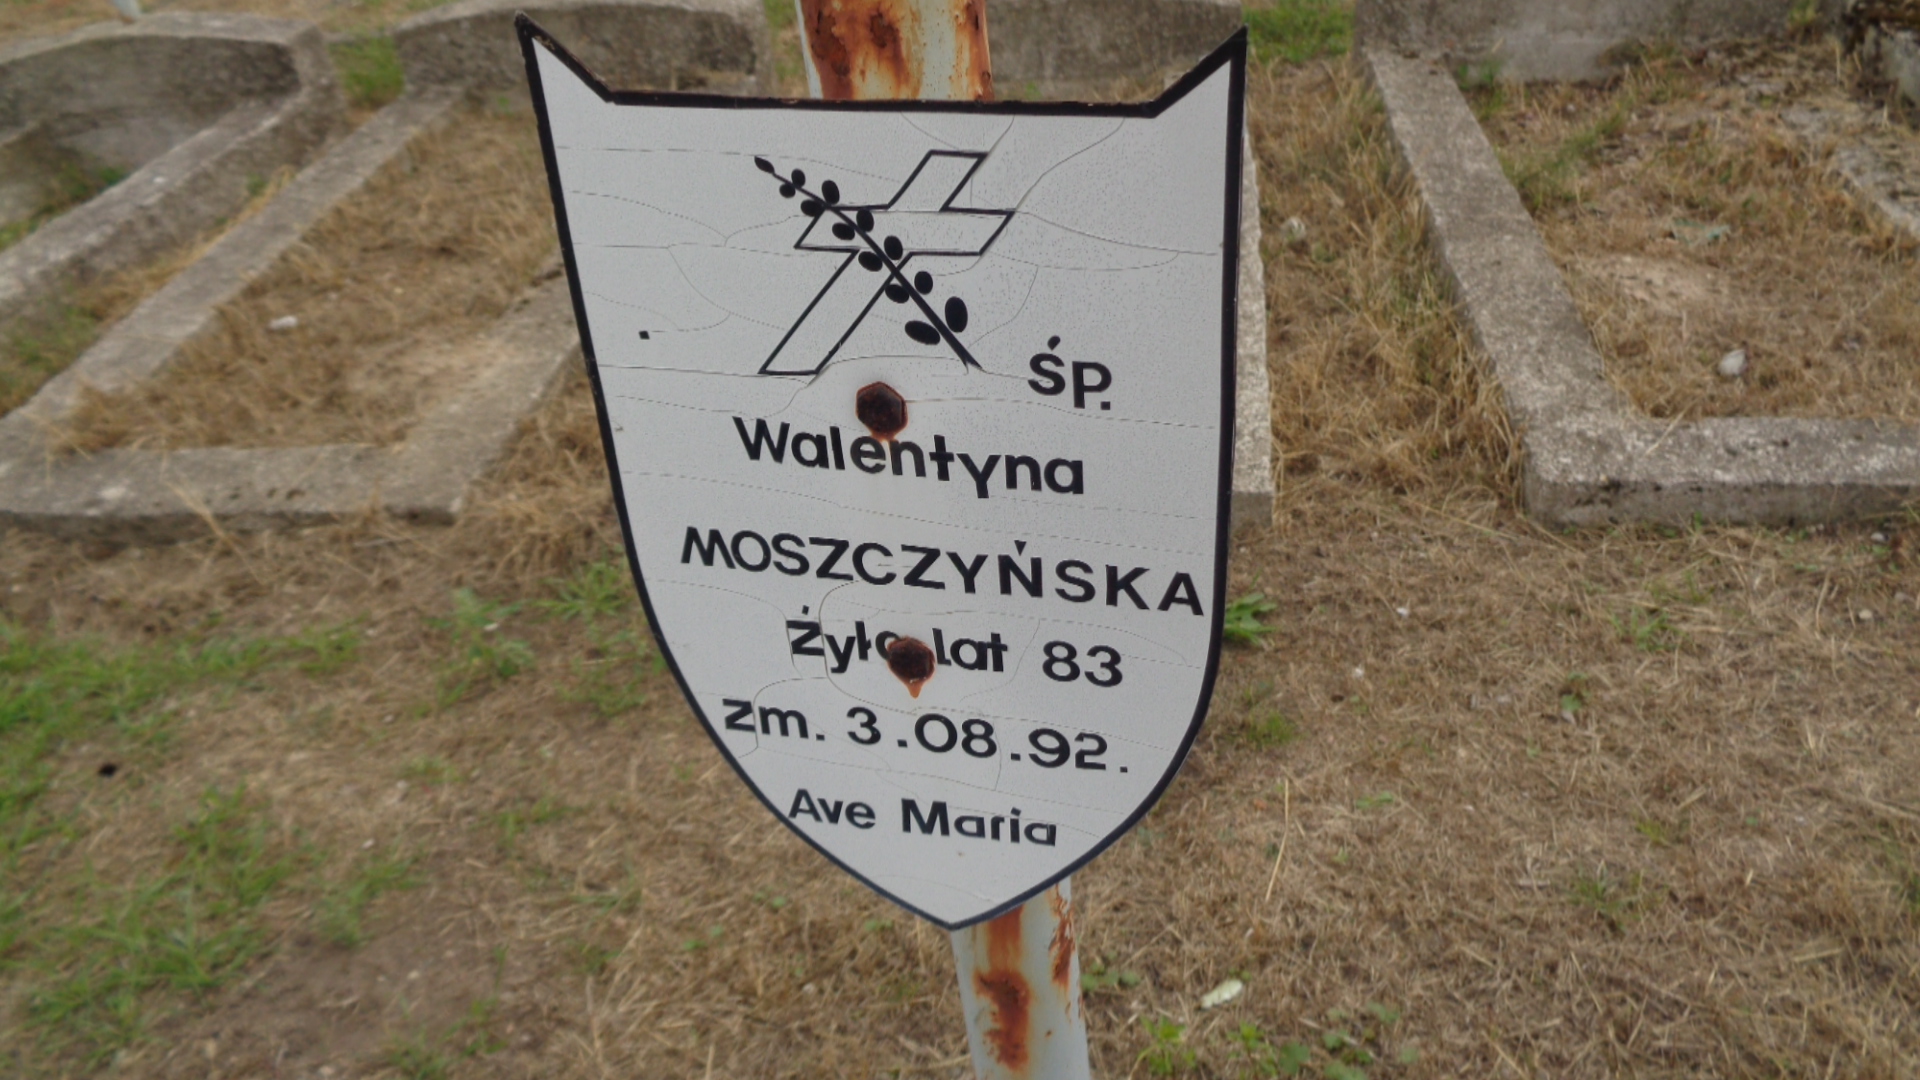 ŚP.
Walentyna
MOSZCZYŃSKA
Żyła lat 83
zm. 3.08.92.
Ave Maria